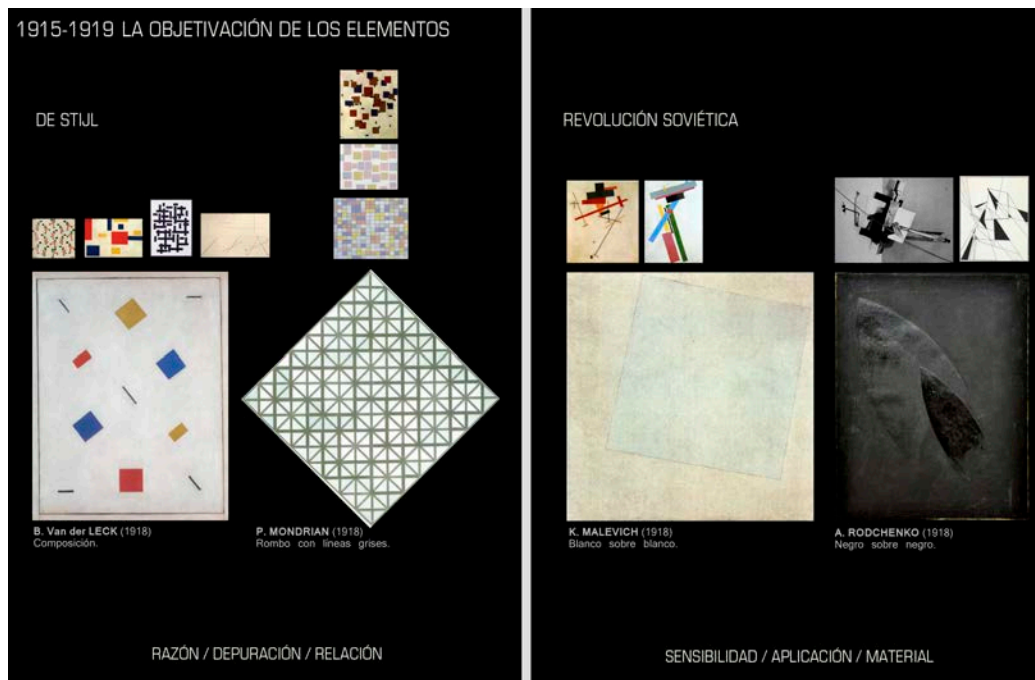 1915-1919 LA OBJETIVACIÓN DE LOS ELEMENTOS
DE STIJL
B. Van der LECK (1918)
Composición.
P. MONDRIAN (1918)
Rombo con líneas grises.
RAZÓN / DEPURACIÓN / RELACIÓN
REVOLUCIÓN SOVIÉTICA
K. MALEVICH (1918)
Blanco sobre blanco.
A. RODCHENKO (1918)
Negro sobre negro.
SENSIBILIDAD / APLICACIÓN / MATERIAL